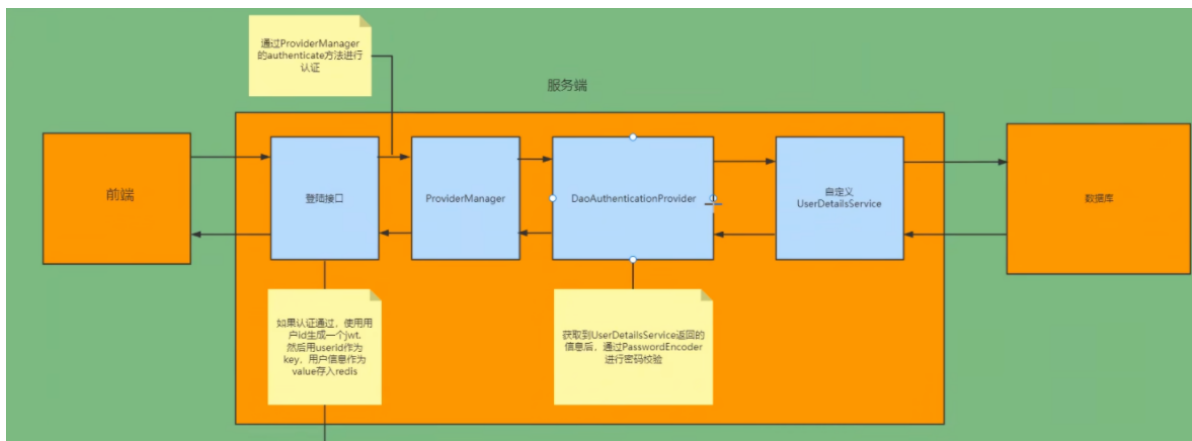 通过ProviderManager
的authenticate方法进行
认证
服务端
前端
登陆接口
ProviderManager
DaoAuthenticationProvider
自定义
UserDetailsService
数据库
如果认证通过，使用用
户id生成一个jwt,
然后用userid作为
key，用户信息作为
value存入redis
获取到UserDetailsService返回的
信息后，通过PasswordEncoder
进行密码校验